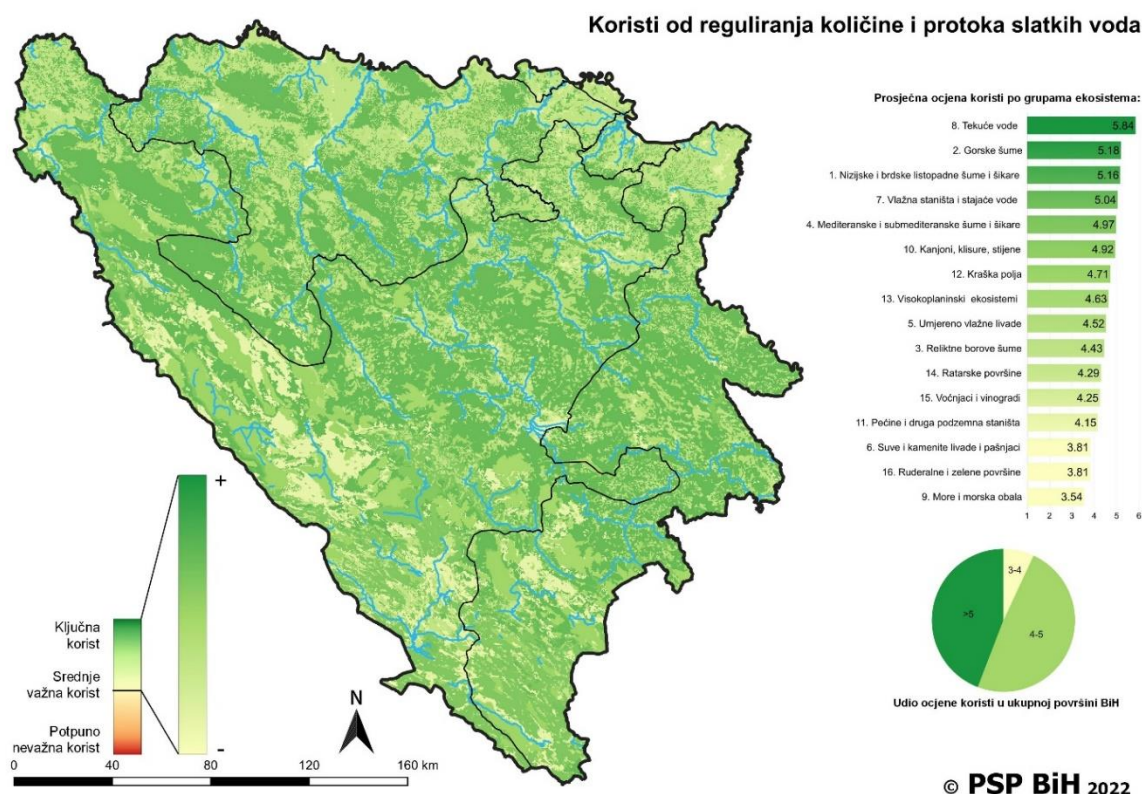 Koristi od reguliranja količine i protoka slatkih voda
Prosječna ocjena koristi po grupama ekosistema:
8. Tekuće vode 5.84
2. Gorske šume 5.18
1. Nizijske i brdske listopadne šume i šikare 5.16
7. Vlažna staništa i stajaće vode 5.04
4. Mediteranske i submediteranske šume i šikare 4.97
10. Kanjoni, klisure, stijene 4.92
12. Kraška polja 4.71
13. Visokoplaninski ekosistemi 4.63
5. Umjereno vlažne livade 4.52
3. Reliktne borove šume 4.43
14. Ratarske površine 4.29
15. Voćnjaci i vinogradi 4.25
11. Pećine i druga podzemna staništa 4.15
6. Suve i kamenite livade i pašnjaci 3.81
16. Ruderalne i zelene površine 3.81
9. More i morska obala 3.54
1 2 3 4 5 6
3-4
>5
4-5
Udio ocjene koristi u ukupnoj površini BiH
+
-
Ključna
korist
Srednje
važna korist
Potpuno
nevažna korist
N
0 40 80 120 160 km
© PSP BiH 2022